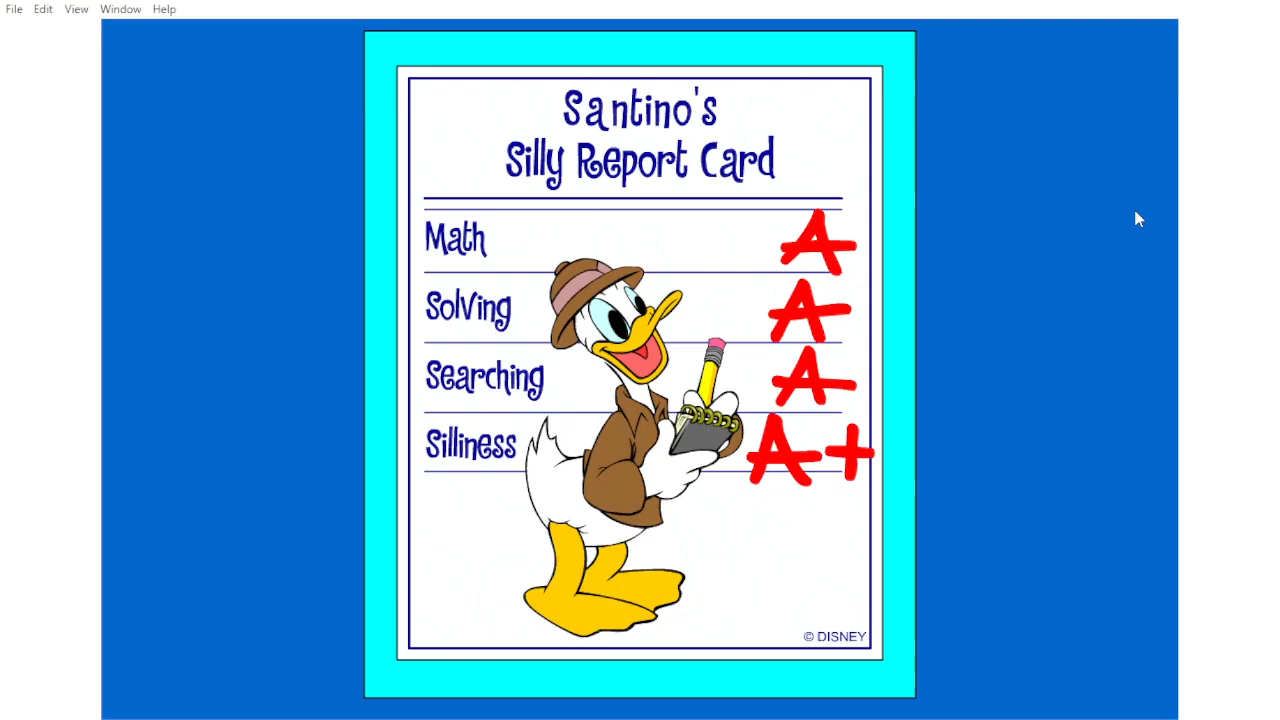 File Edit View Window Help
Santino's
Silly Report Card
Math A
Solving A
Searching A
Silliness A+
© DISNEY